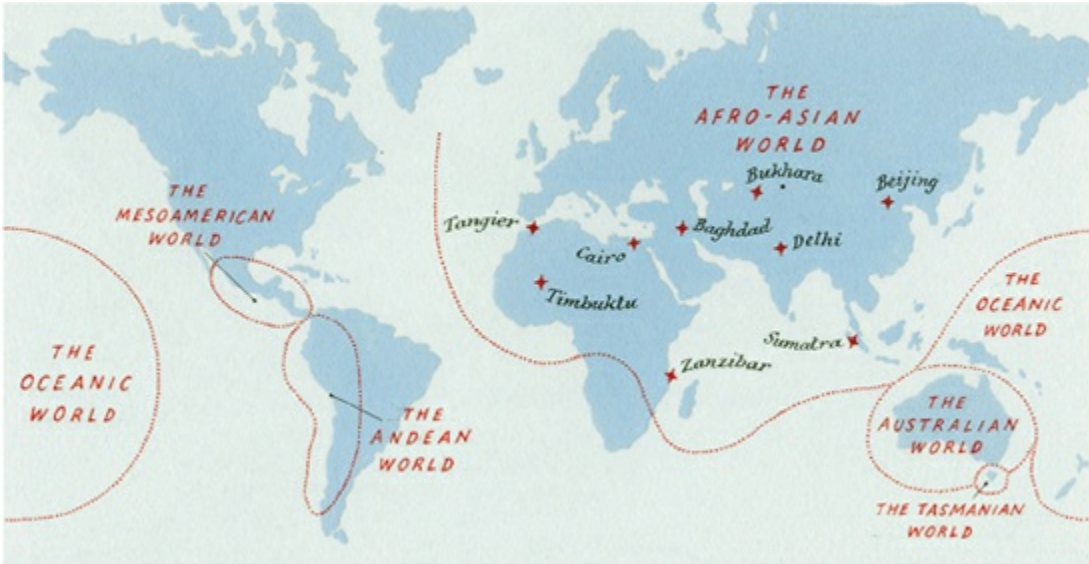 THE
AFRO-ASIAN
WORLD
Bukhara
Beijing
THE
MESOAMERICAN
WORLD
Tangier
Baghdad
Delhi
Cairo
Timbuktu
THE
OCEANIC
WORLD
Sumatra
Zanzibar
THE
OCEANIC
WORLD
THE
ANDEAN
WORLD
THE
AUSTRALIAN
WORLD
THE TASMANIAN
WORLD